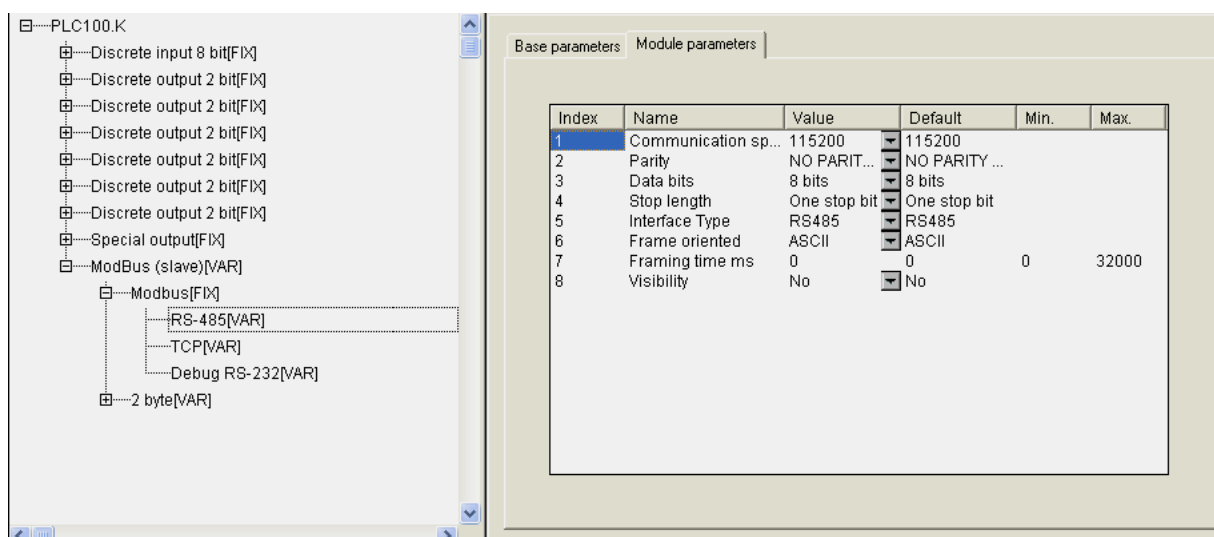 PLC100.K
Discrete input 8 bit[FIX]
Discrete output 2 bit[FIX]
Discrete output 2 bit[FIX]
Discrete output 2 bit[FIX]
Discrete output 2 bit[FIX]
Discrete output 2 bit[FIX]
Discrete output 2 bit[FIX]
Special output[FIX]
ModBus (slave)[VAR]
Modbus[FIX]
RS-485[VAR]
TCP[VAR]
Debug RS-232[VAR]
2 byte[VAR]
Base parameters Module parameters
Index Name Value Default Min. Max.
1 Communication sp... 115200 115200
2 Parity NO PARIT... NO PARITY ...
3 Data bits 8 bits 8 bits
4 Stop length One stop bit One stop bit
5 Interface Type RS485 RS485
6 Frame oriented ASCII ASCII
7 Framing time ms 0 0 0 32000
8 Visibility No No